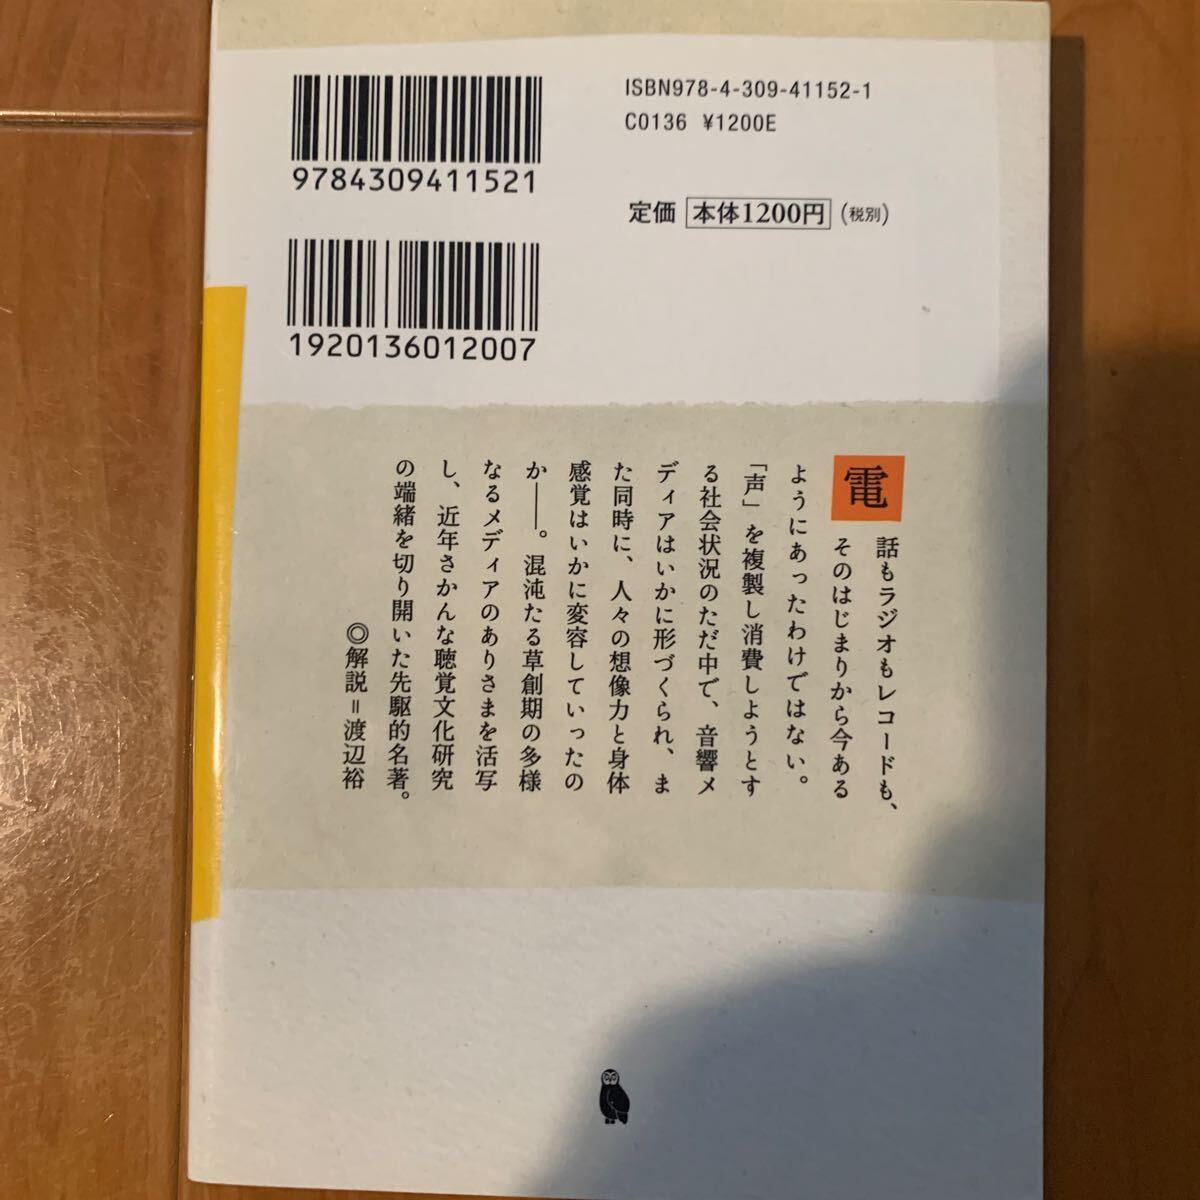 9784309411521
ISBN978-4-309-41152-1
C0136 ¥1200E
定価 本体1200円 (税別)
1920136012007
電話もラジオもレコードも、
そのはじまりから今ある
ようにあったわけではない。
「声」を複製し消費しようとす
る社会状況のただ中で、音響メ
ディアはいかに形づくられ、ま
た同時に、人々の想像力と身体
感覚はいかに変容していったの
か――。混沌たる草創期の多様
なるメディアのありさまを活写
し、近年さかんな聴覚文化研究
の端緒を切り開いた先駆的名著。
◎解説=渡辺裕